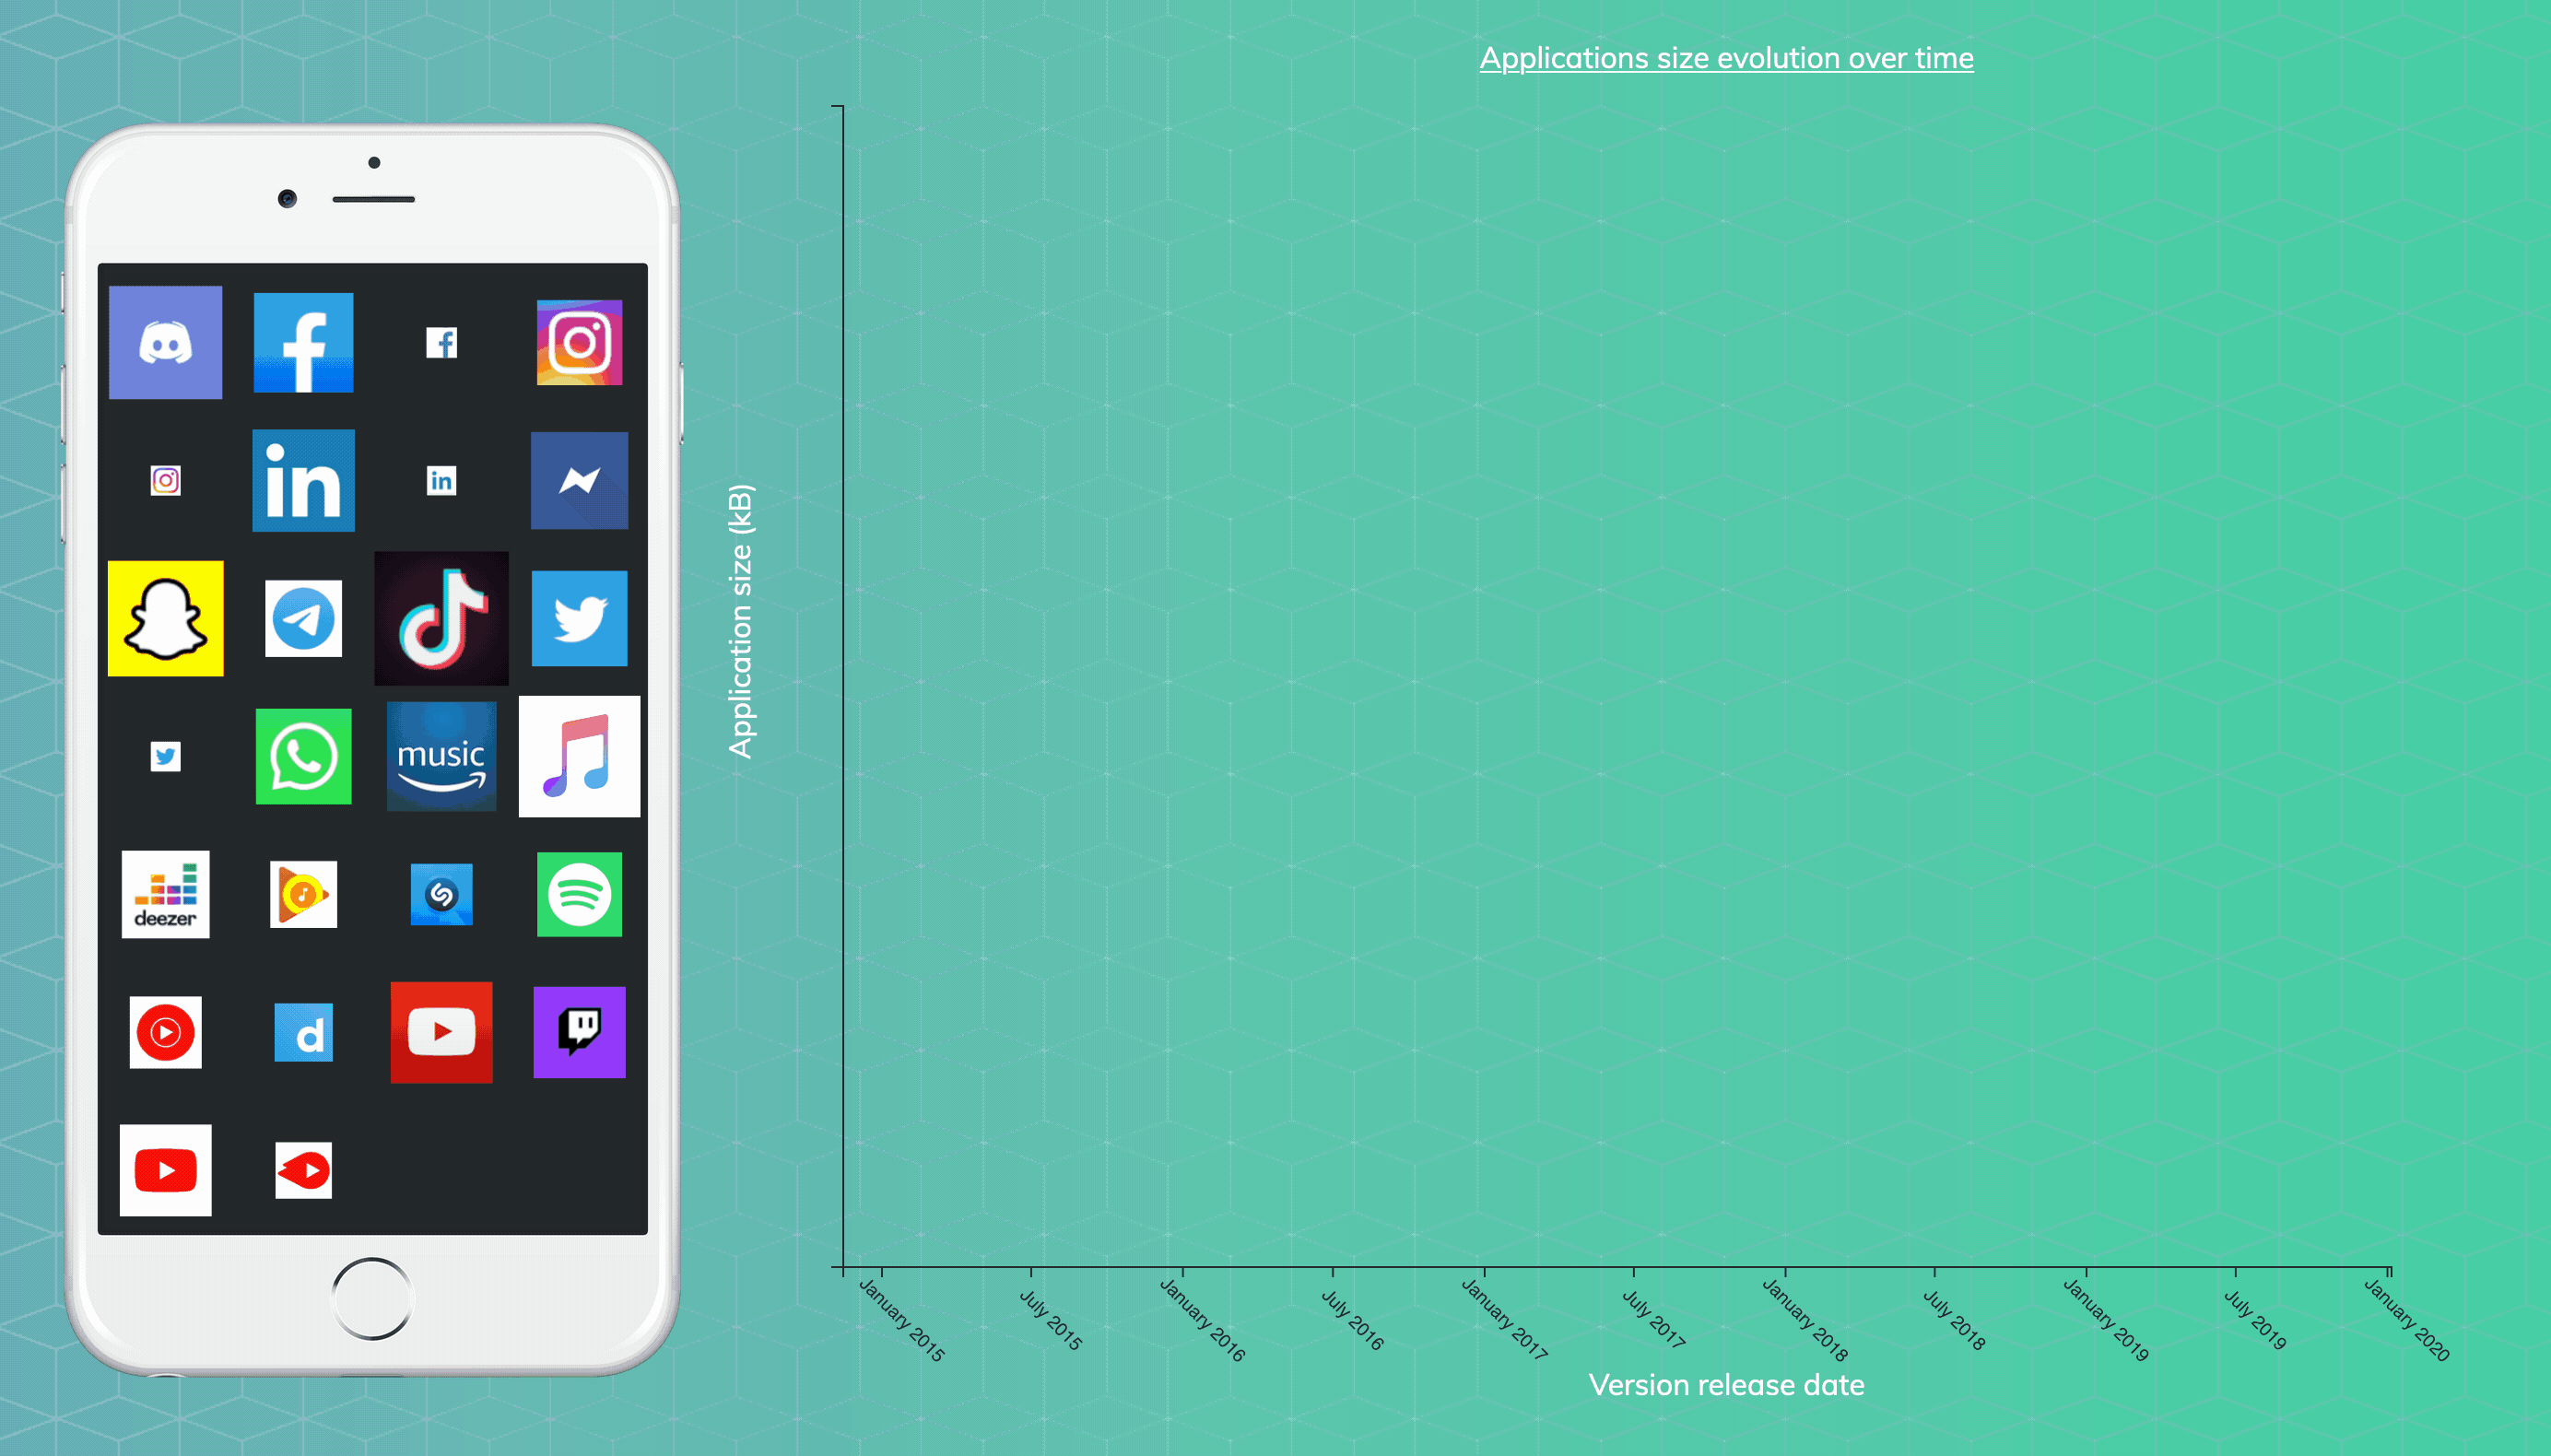 Applications size evolution over time
in
in
music
deezer
d
Application size (kB)
January 2015
July 2015
January 2016
July 2016
January 2017
July 2017
January 2018
July 2018
January 2019
July 2019
January 2020
Version release date